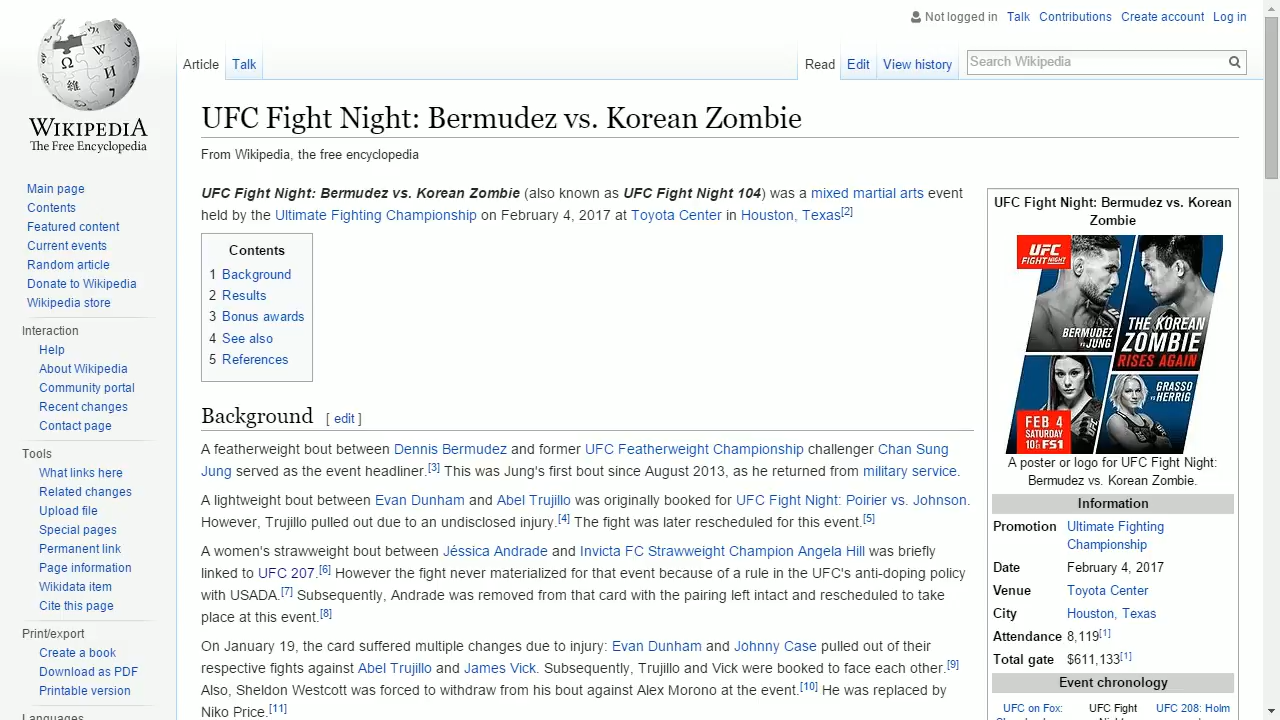 Not logged in Talk Contributions Create account Log in
Article Talk Read Edit View history Search Wikipedia
WIKIPEDIA
The Free Encyclopedia
Main page
Contents
Featured content
Current events
Random article
Donate to Wikipedia
Wikipedia store
Interaction
Help
About Wikipedia
Community portal
Recent changes
Contact page
Tools
What links here
Related changes
Upload file
Special pages
Permanent link
Page information
Wikidata item
Cite this page
Print/export
Create a book
Download as PDF
Printable version
Languages
UFC Fight Night: Bermudez vs. Korean Zombie
From Wikipedia, the free encyclopedia
UFC Fight Night: Bermudez vs. Korean Zombie (also known as UFC Fight Night 104) was a mixed martial arts event
held by the Ultimate Fighting Championship on February 4, 2017 at Toyota Center in Houston, Texas[2]
Contents
1 Background
2 Results
3 Bonus awards
4 See also
5 References
Background [ edit ]
A featherweight bout between Dennis Bermudez and former UFC Featherweight Championship challenger Chan Sung
Jung served as the event headliner.[3] This was Jung's first bout since August 2013, as he returned from military service.
A lightweight bout between Evan Dunham and Abel Trujillo was originally booked for UFC Fight Night: Poirier vs. Johnson.
However, Trujillo pulled out due to an undisclosed injury.[4] The fight was later rescheduled for this event.[5]
A women's strawweight bout between Jéssica Andrade and Invicta FC Strawweight Champion Angela Hill was briefly
linked to UFC 207.[6] However the fight never materialized for that event because of a rule in the UFC's anti-doping policy
with USADA.[7] Subsequently, Andrade was removed from that card with the pairing left intact and rescheduled to take
place at this event.[8]
On January 19, the card suffered multiple changes due to injury: Evan Dunham and Johnny Case pulled out of their
respective fights against Abel Trujillo and James Vick. Subsequently, Trujillo and Vick were booked to face each other.[9]
Also, Sheldon Westcott was forced to withdraw from his bout against Alex Morono at the event.[10] He was replaced by
Niko Price.[11]
UFC Fight Night: Bermudez vs. Korean
Zombie
UFC
FIGHT NIGHT
BERMUDEZ
vs JUNG
THE KOREAN
ZOMBIE
RISES AGAIN
GRASSO
vs HERRIG
FEB 4
SATURDAY
FS1
A poster or logo for UFC Fight Night:
Bermudez vs. Korean Zombie.
Information
Promotion Ultimate Fighting
Championship
Date February 4, 2017
Venue Toyota Center
City Houston, Texas
Attendance 8,119[1]
Total gate $611,133[1]
Event chronology
UFC on Fox: UFC Fight UFC 208: Holm